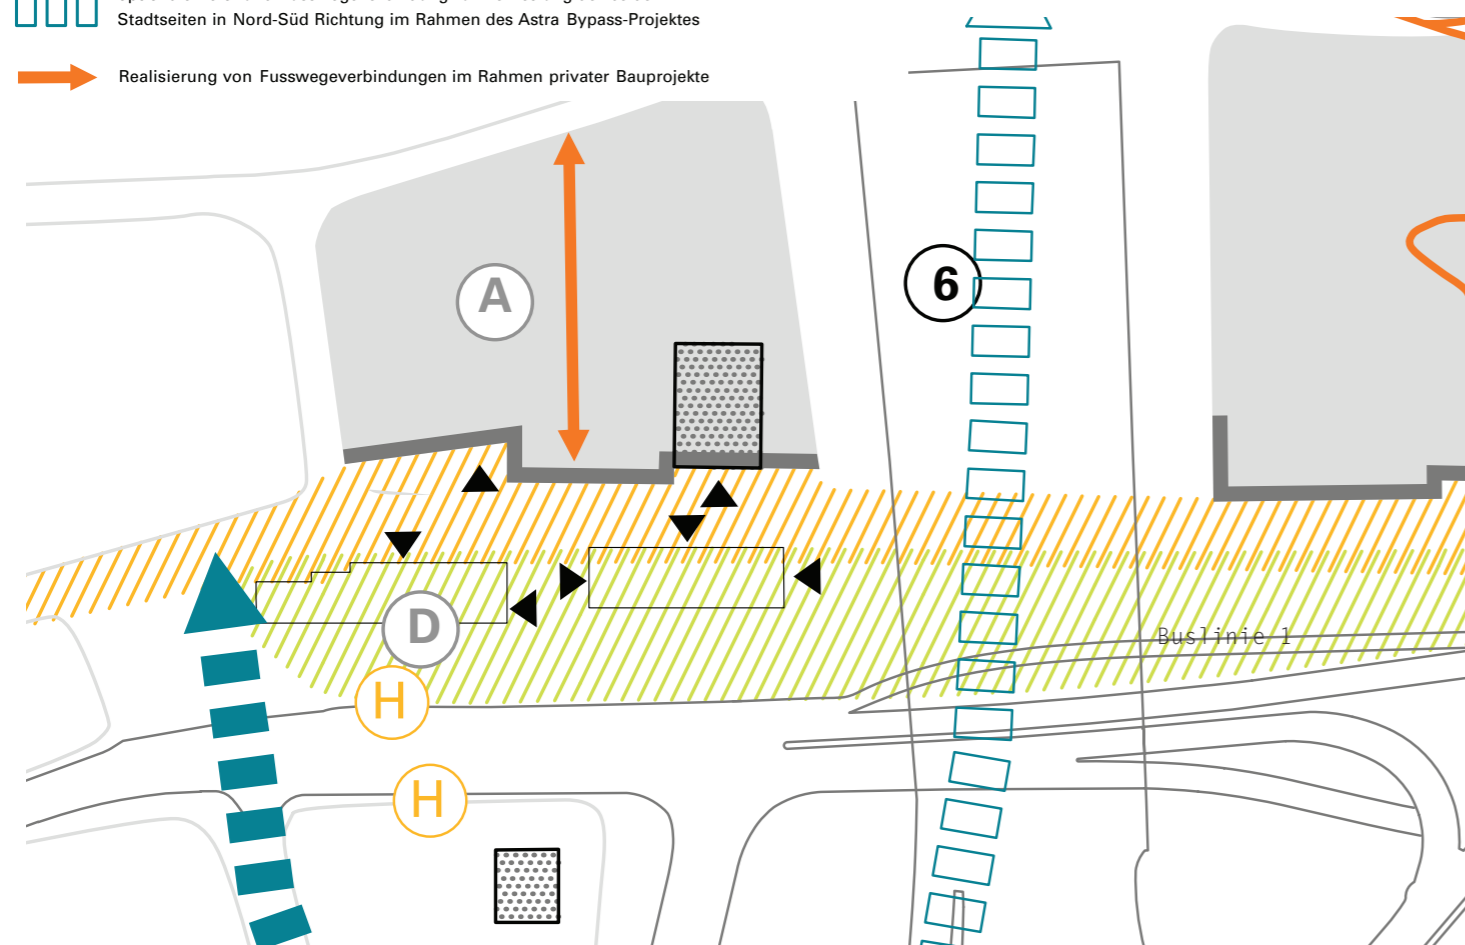 Stadtseiten in Nord-Süd Richtung im Rahmen des Astra Bypass-Projektes
Realisierung von Fusswegeverbindungen im Rahmen privater Bauprojekte
6
A
D
Buslinie 1
H
H